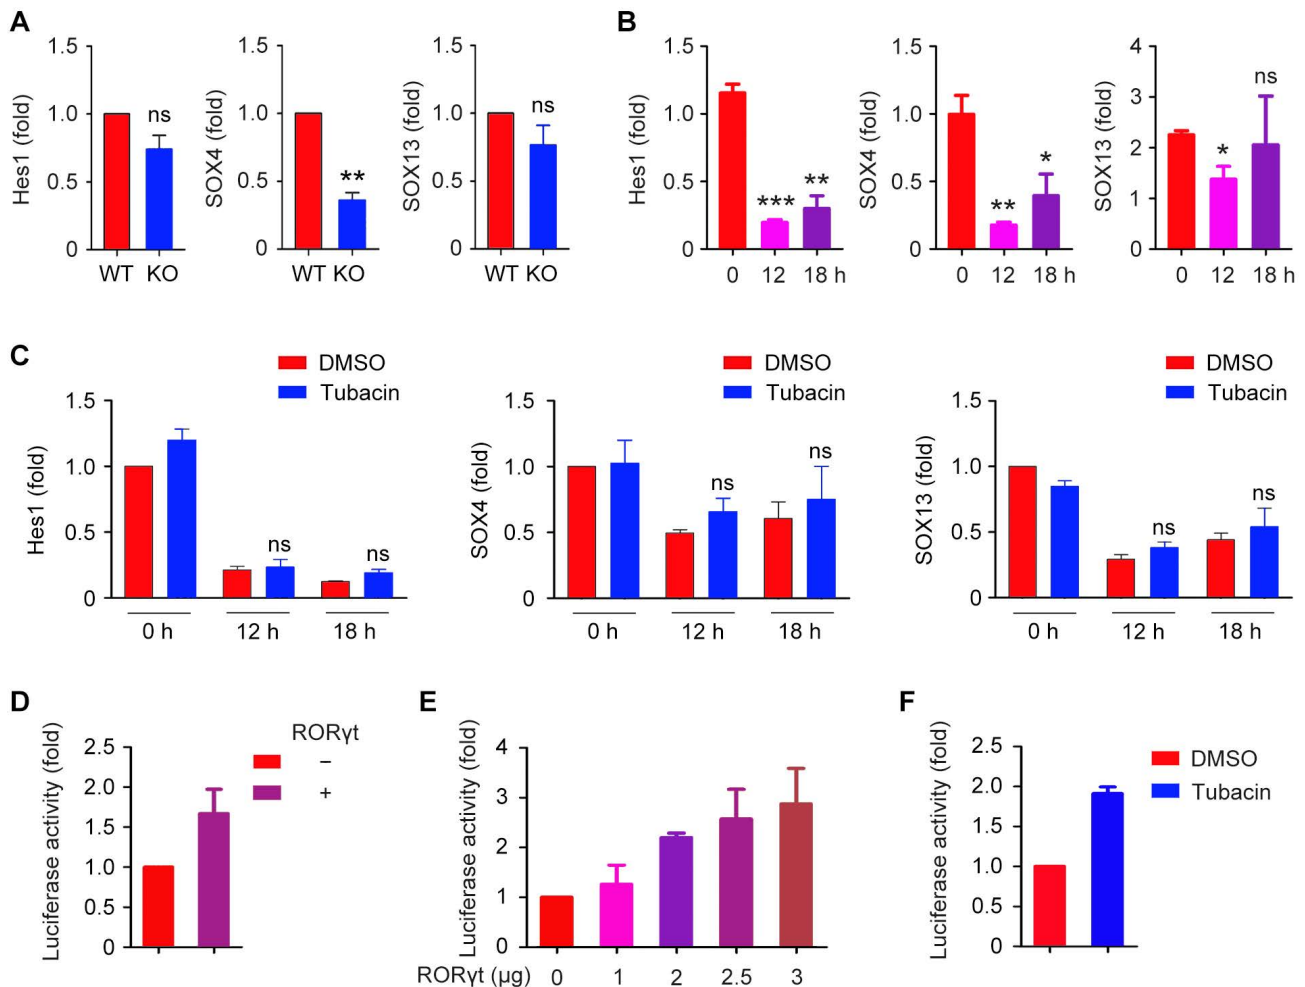 A
Hes1 (fold)
1.5
1.0
0.5
0
ns
WT KO
SOX4 (fold)
1.5
1.0
0.5
0
**
WT KO
SOX13 (fold)
1.5
1.0
0.5
0
ns
WT KO
B
Hes1 (fold)
1.5
1.0
0.5
0
***
**
0 12 18 h
SOX4 (fold)
1.5
1.0
0.5
0
**
*
0 12 18 h
SOX13 (fold)
4
3
2
1
0
*
ns
0 12 18 h
C
DMSO
Tubacin
Hes1 (fold)
1.5
1.0
0.5
0
ns
ns
0 h 12 h 18 h
DMSO
Tubacin
SOX4 (fold)
1.5
1.0
0.5
0
ns
ns
0 h 12 h 18 h
DMSO
Tubacin
SOX13 (fold)
1.5
1.0
0.5
0
ns
ns
0 h 12 h 18 h
D
Luciferase activity (fold)
2.5
2.0
1.5
1.0
0.5
0
RORγt
–
+
E
Luciferase activity (fold)
4
3
2
1
0
RORγt (μg) 0 1 2 2.5 3
F
Luciferase activity (fold)
2.5
2.0
1.5
1.0
0.5
0
DMSO
Tubacin